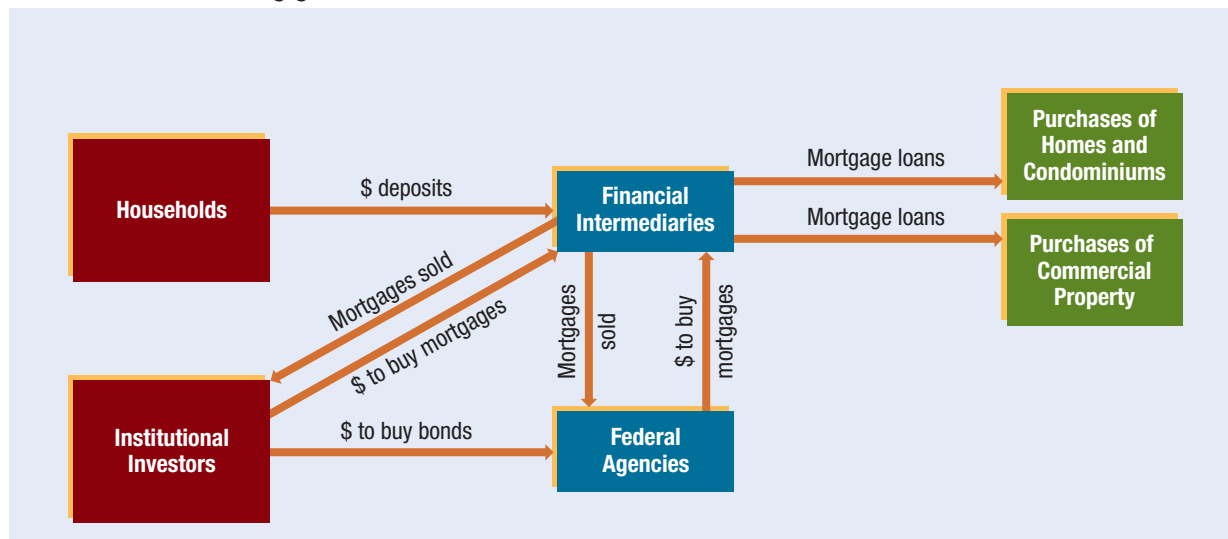 Households
$ deposits
Financial
Intermediaries
Mortgage loans
Purchases of
Homes and
Condominiums
Mortgage loans
Purchases of
Commercial
Property
Mortgages sold
$ to buy mortgages
Mortgages
sold
$ to buy
mortgages
Institutional
Investors
$ to buy bonds
Federal
Agencies